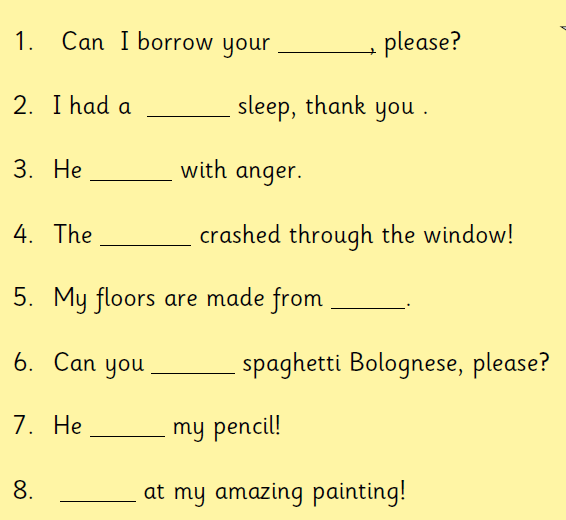 1. Can I borrow your ________, please?
2. I had a _______ sleep, thank you .
3. He _______ with anger.
4. The ________ crashed through the window!
5. My floors are made from ______.
6. Can you _______ spaghetti Bolognese, please?
7. He ______ my pencil!
8. ______ at my amazing painting!